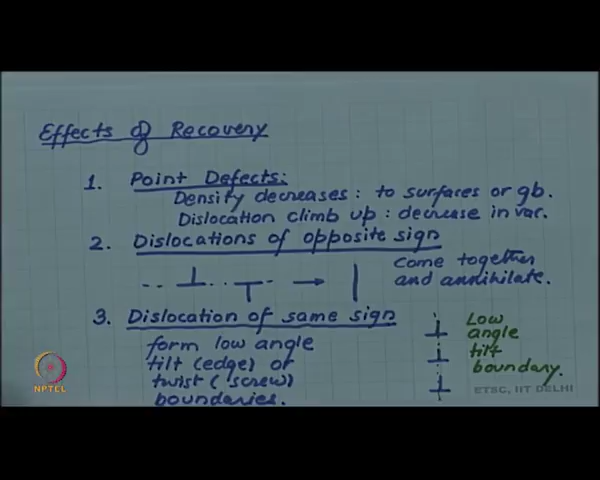 Effects of Recovery
1. Point Defects:
Density decreases: to surfaces or gb.
Dislocation climb up: decrease in vac.
2. Dislocations of opposite sign
come together
and annihilate.
3. Dislocation of same sign
form low angle
tilt (edge) or
twist (screw)
boundaries.
Low
angle
tilt
boundary.
NPTEL
ETSC, IIT DELHI